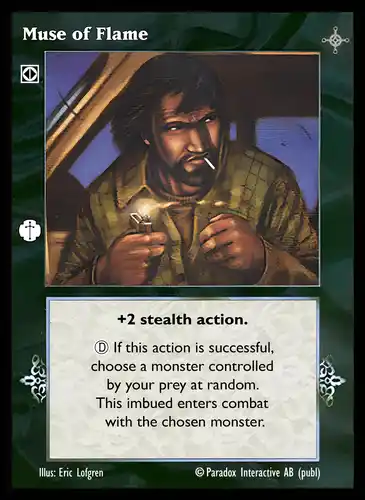 Muse of Flame
+2 stealth action.
Ⓓ If this action is successful,
choose a monster controlled
by your prey at random.
This imbued enters combat
with the chosen monster.
Illus: Eric Lofgren © Paradox Interactive AB (publ)